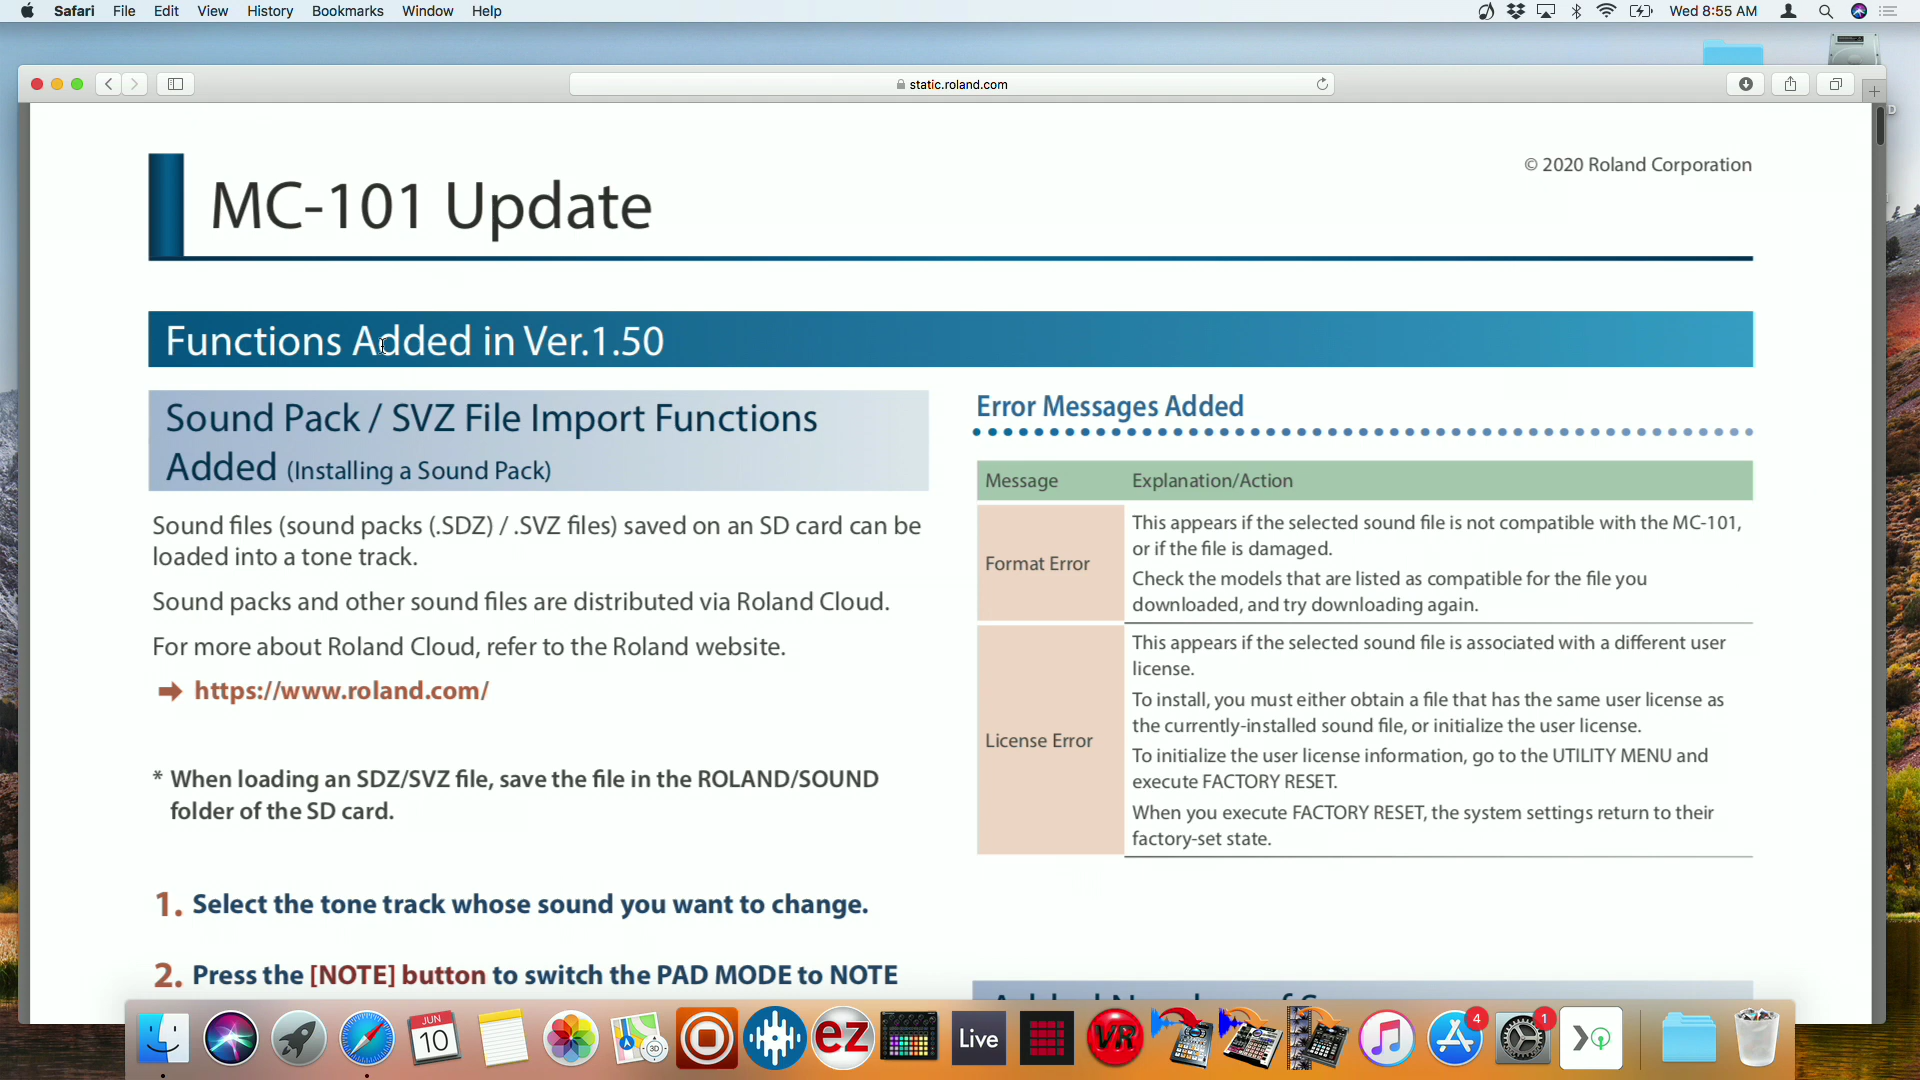 Safari File Edit View History Bookmarks Window Help
Wed 8:55 AM
static.roland.com
D
© 2020 Roland Corporation
MC-101 Update
Functions Added in Ver.1.50
Sound Pack / SVZ File Import Functions
Added (Installing a Sound Pack)
Sound files (sound packs (.SDZ) / .SVZ files) saved on an SD card can be
loaded into a tone track.
Sound packs and other sound files are distributed via Roland Cloud.
For more about Roland Cloud, refer to the Roland website.
➡ https://www.roland.com/
* When loading an SDZ/SVZ file, save the file in the ROLAND/SOUND
folder of the SD card.
1. Select the tone track whose sound you want to change.
2. Press the [NOTE] button to switch the PAD MODE to NOTE
Error Messages Added
Message Explanation/Action
Format Error
This appears if the selected sound file is not compatible with the MC-101,
or if the file is damaged.
Check the models that are listed as compatible for the file you
downloaded, and try downloading again.
License Error
This appears if the selected sound file is associated with a different user
license.
To install, you must either obtain a file that has the same user license as
the currently-installed sound file, or initialize the user license.
To initialize the user license information, go to the UTILITY MENU and
execute FACTORY RESET.
When you execute FACTORY RESET, the system settings return to their
factory-set state.
JUN
10
3D
ez
Live
VR
4
1